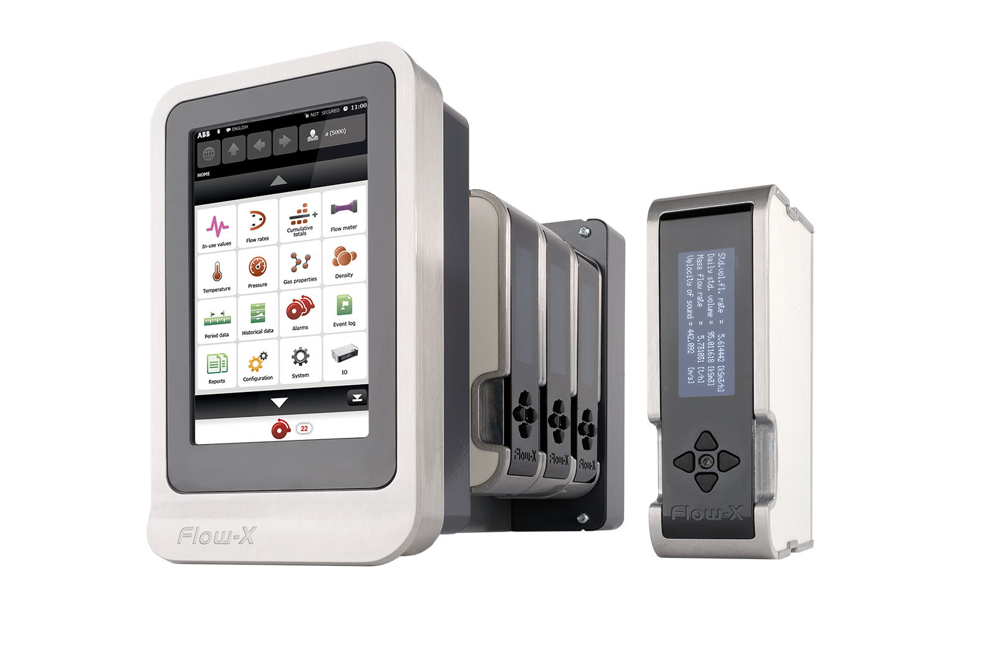 NOT SECURED 11:00
ABB ENGLISH
a (5000)
HOME
In-use values
Flow rates
Cumulative
totals
Flow meter
Temperature
Pressure
Gas properties
Density
Period data
Historical data
Alarms
Event log
Reports
Configuration
System
IO
22
Flow-X
Flow-X
Flow-X
Flow-X
Std.vol.fl. rate = 5.614442 [kSm3/h]
Daily std. volume = 95.011618 [kSm3]
Mass flow rate = 5.731031 [t/h]
Velocity of sound = 442.092 [m/s]
Flow-X